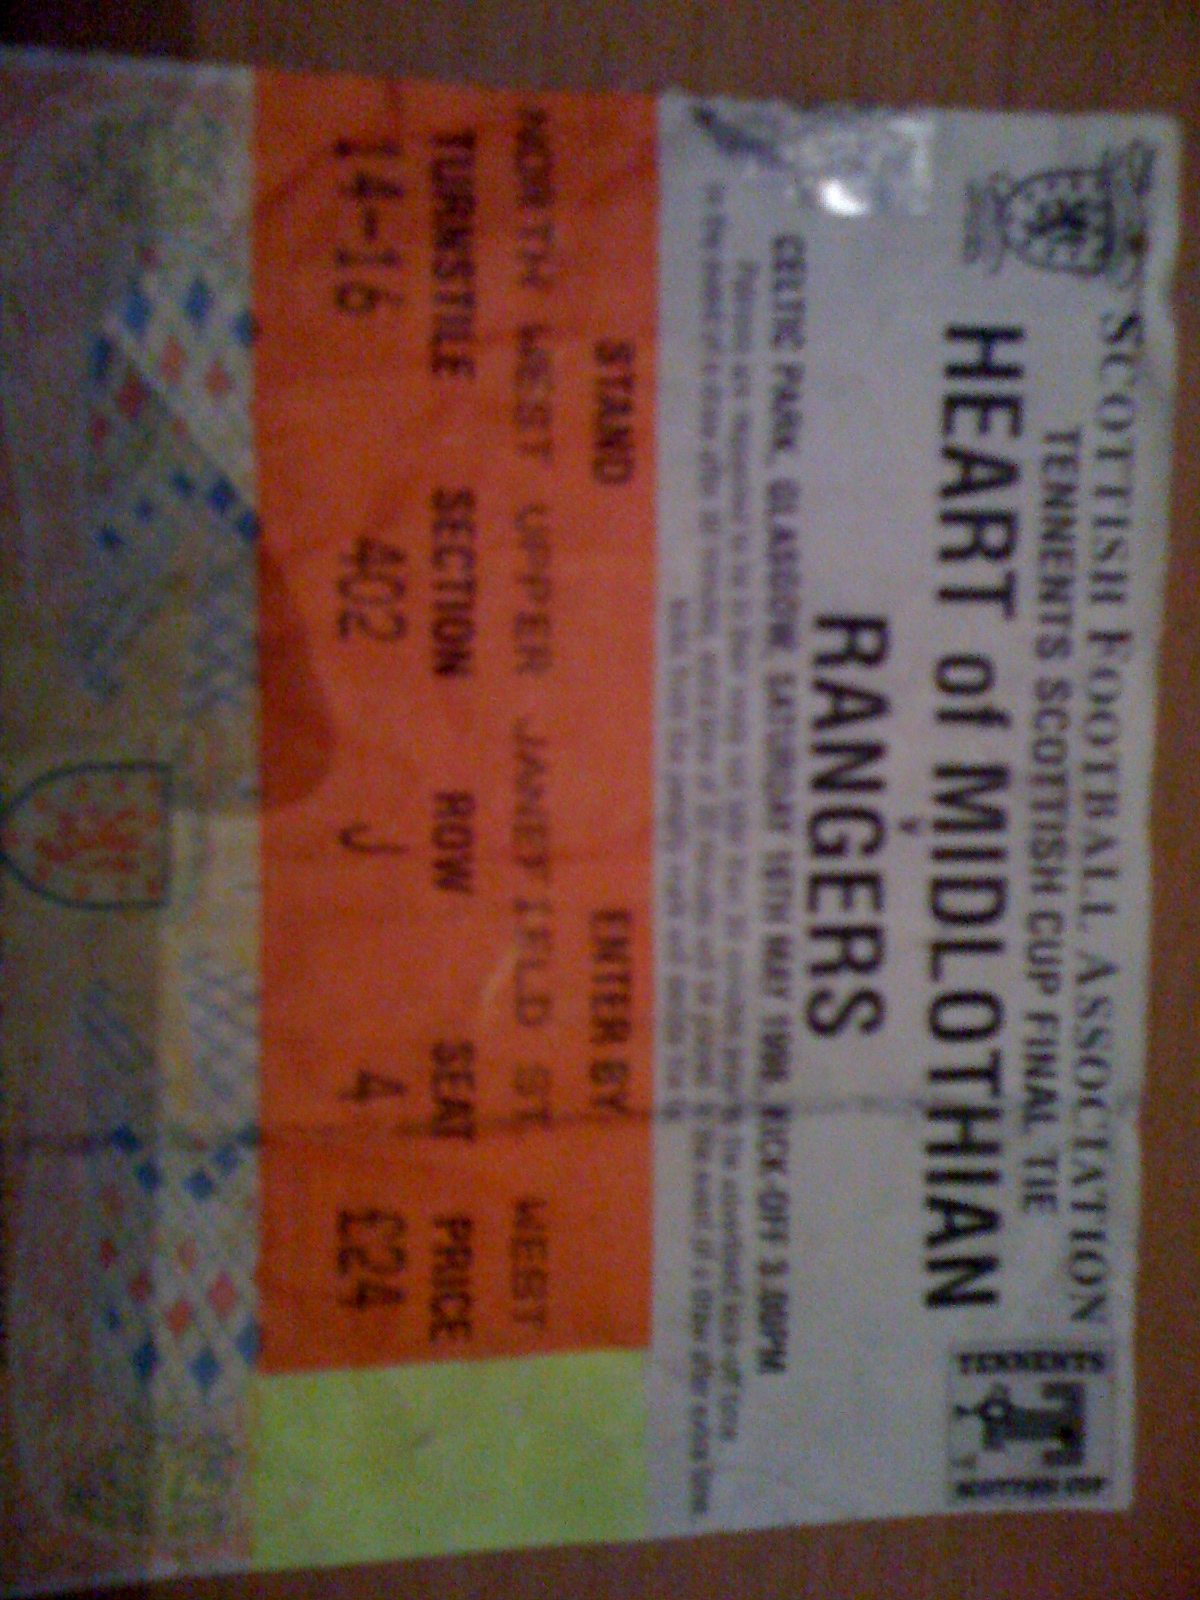 SCOTTISH FOOTBALL ASSOCIATION
TENNENTS SCOTTISH CUP FINAL TIE
HEART of MIDLOTHIAN
v
RANGERS
CELTIC PARK, GLASGOW, SATURDAY 16TH MAY 1998, KICK-OFF 3.00PM
TENNENTS
SCOTTISH CUP
STAND ENTER BY
NORTH WEST UPPER JANEFIELD ST. WEST
TURNSTILE SECTION ROW SEAT PRICE
14-16 402 J 4 £24